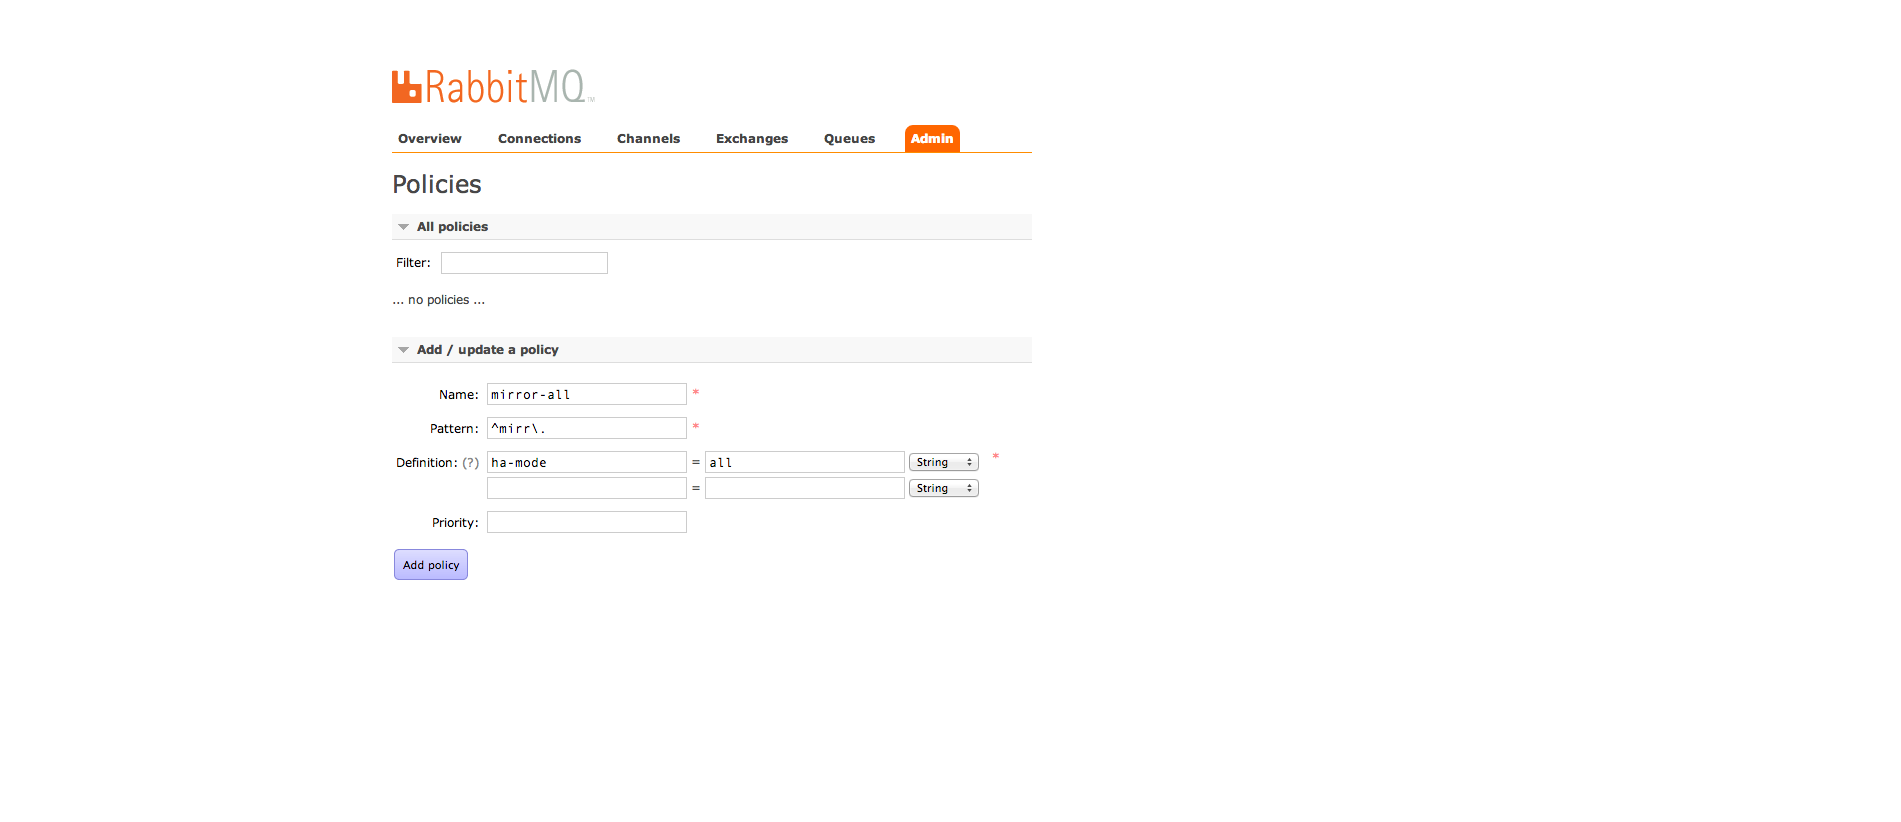 RabbitMQ™
Overview Connections Channels Exchanges Queues Admin
Policies
All policies
Filter:
... no policies ...
Add / update a policy
Name: mirror-all *
Pattern: ^mirr\. *
Definition: (?) ha-mode = all String *
= String
Priority:
Add policy